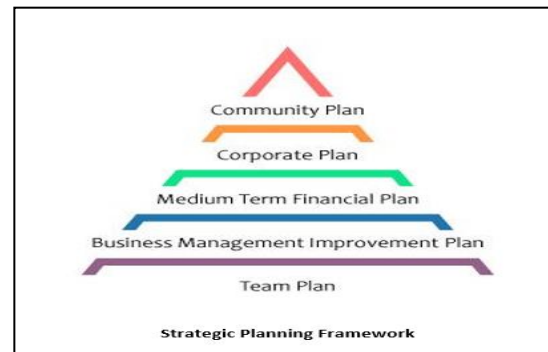 Community Plan
Corporate Plan
Medium Term Financial Plan
Business Management Improvement Plan
Team Plan
Strategic Planning Framework